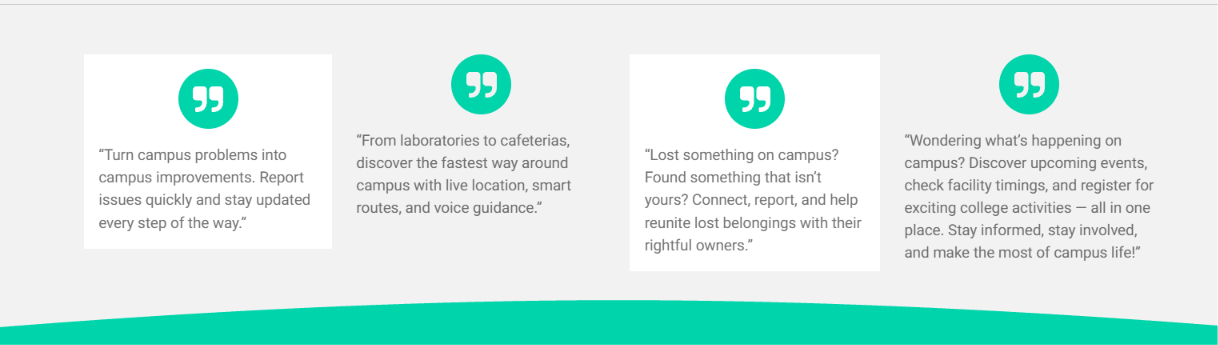 “Turn campus problems into
campus improvements. Report
issues quickly and stay updated
every step of the way.”
“From laboratories to cafeterias,
discover the fastest way around
campus with live location, smart
routes, and voice guidance.”
“Lost something on campus?
Found something that isn’t
yours? Connect, report, and help
reunite lost belongings with their
rightful owners.”
“Wondering what’s happening on
campus? Discover upcoming events,
check facility timings, and register for
exciting college activities — all in one
place. Stay informed, stay involved,
and make the most of campus life!”